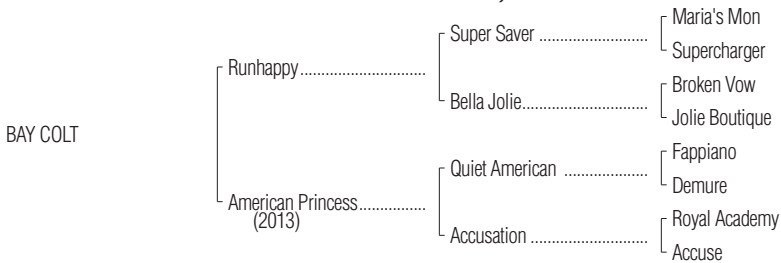 Maria's Mon
Super Saver ............................
Supercharger
Runhappy................................
Broken Vow
Bella Jolie................................
Jolie Boutique
BAY COLT
Fappiano
Quiet American .....................
Demure
American Princess.................
(2013)
Royal Academy
Accusation .............................
Accuse